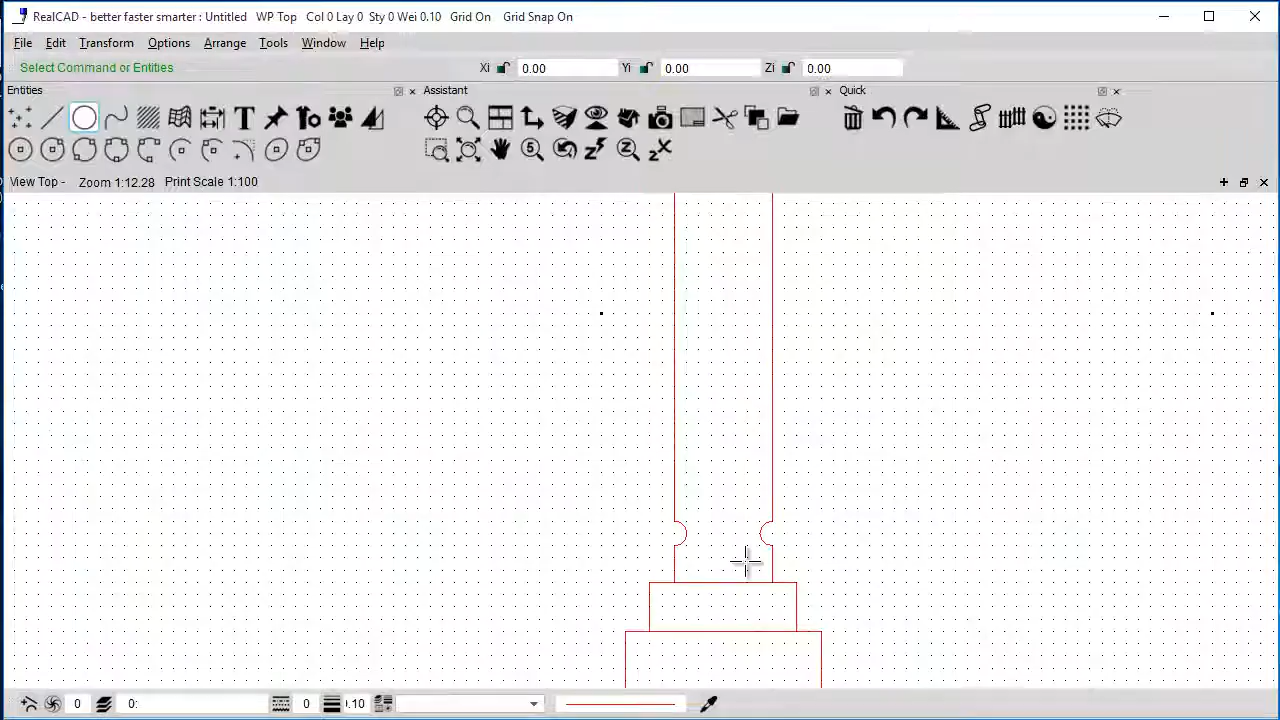 RealCAD - better faster smarter : Untitled WP Top Col 0 Lay 0 Sty 0 Wei 0.10 Grid On Grid Snap On
File Edit Transform Options Arrange Tools Window Help
Select Command or Entities Xi 0.00 Yi 0.00 Zi 0.00
Entities Assistant Quick
View Top - Zoom 1:12.28 Print Scale 1:100
0 0: 0 .10